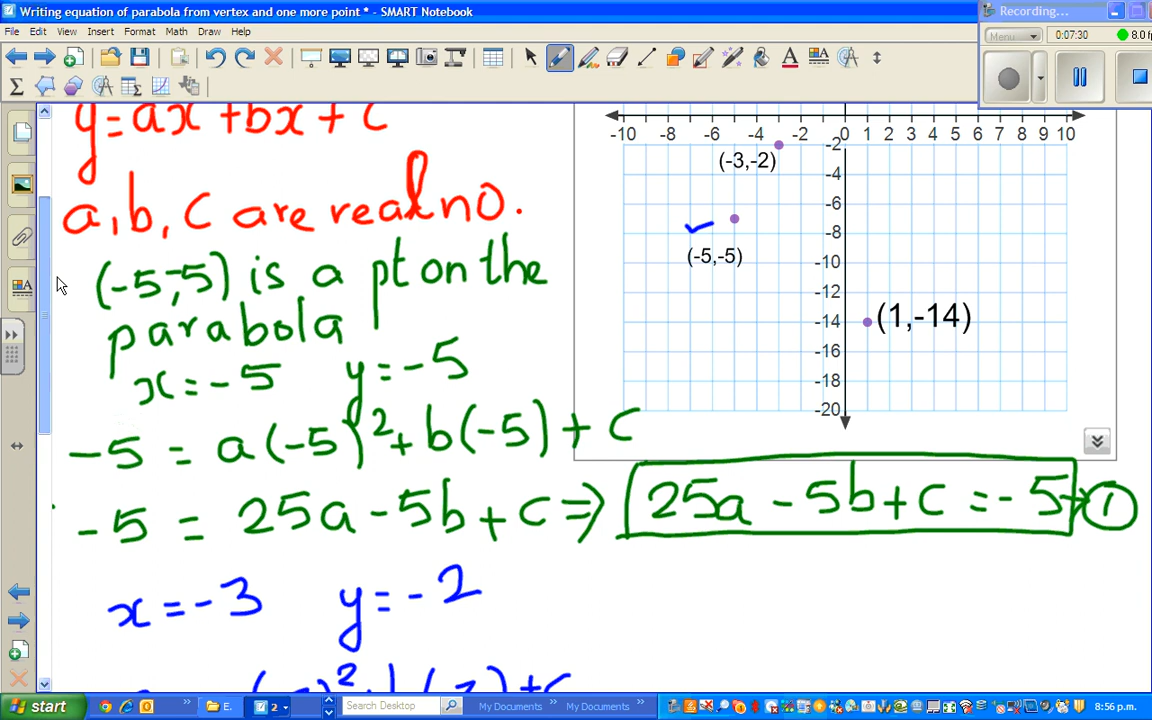 Writing equation of parabola from vertex and one more point * - SMART Notebook
Recording...
Menu
0:07:30
8.0 f
File Edit View Insert Format Math Draw Help
y=ax +bx + c
a, b, c are real no.
(-5,-5) is a pt on the
parabola
x = -5 y = -5
-5 = a(-5)² + b(-5) + c
-5 = 25a - 5b + c ⇒ 25a - 5b + c = -5 → 1
x = -3 y = -2
-10 -8 -6 -4 -2 0 1 2 3 4 5 6 7 8 9 10
-2
(-3,-2)
-4
-6
-8
(-5,-5)
-10
-12
-14
(1,-14)
-16
-18
-20
start
E.
2
Search Desktop
My Documents
My Documents
8:56 p.m.